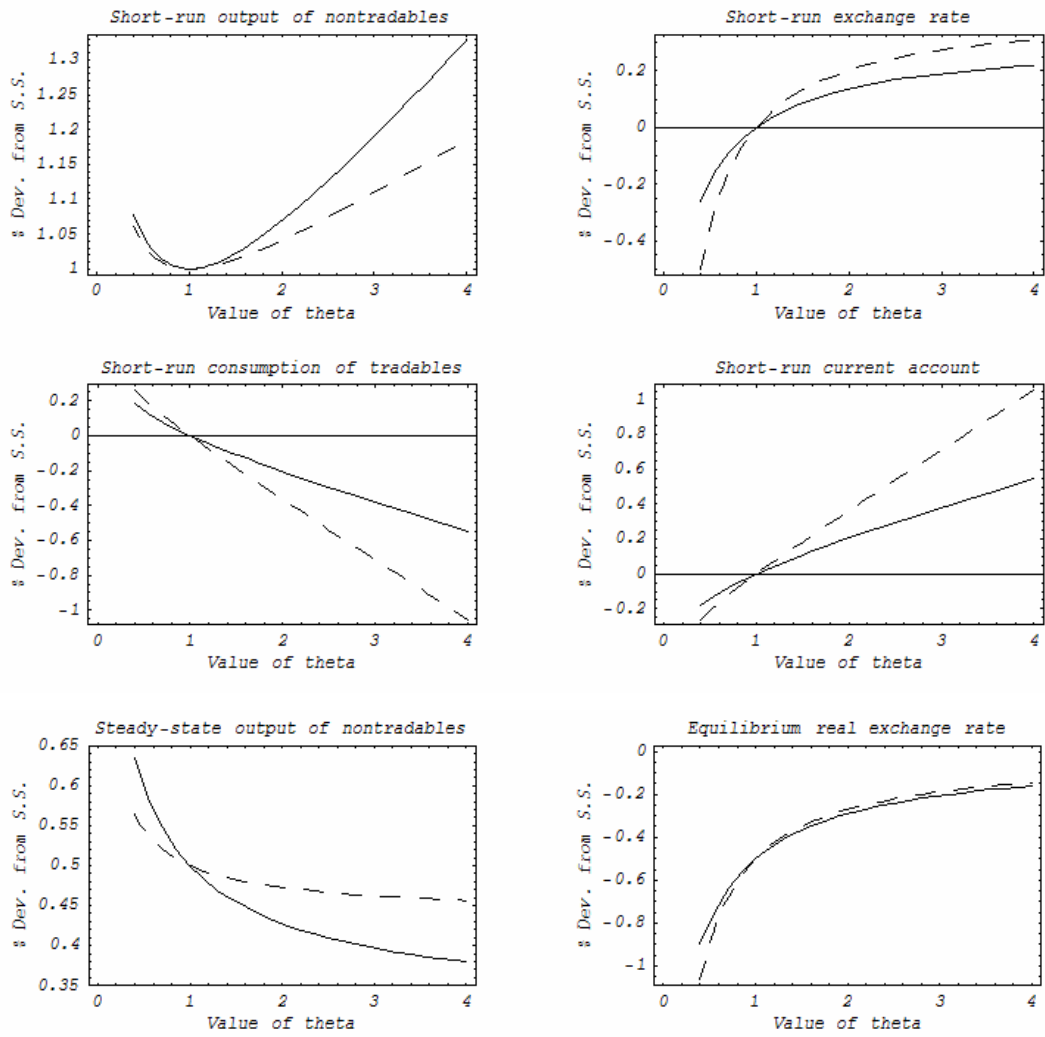 Short-run output of nontradables
% Dev. from S.S.
1.3
1.25
1.2
1.15
1.1
1.05
1
0 1 2 3 4
Value of theta
Short-run exchange rate
% Dev. from S.S.
0.2
0
-0.2
-0.4
0 1 2 3 4
Value of theta
Short-run consumption of tradables
% Dev. from S.S.
0.2
0
-0.2
-0.4
-0.6
-0.8
-1
0 1 2 3 4
Value of theta
Short-run current account
% Dev. from S.S.
1
0.8
0.6
0.4
0.2
0
-0.2
0 1 2 3 4
Value of theta
Steady-state output of nontradables
% Dev. from S.S.
0.65
0.6
0.55
0.5
0.45
0.4
0.35
0 1 2 3 4
Value of theta
Equilibrium real exchange rate
% Dev. from S.S.
0
-0.2
-0.4
-0.6
-0.8
-1
0 1 2 3 4
Value of theta